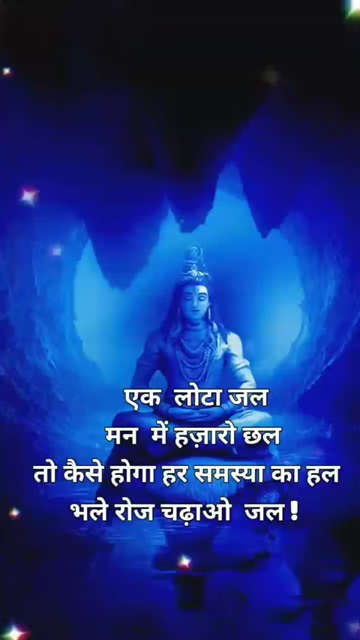 एक लोटा जल
मन में हज़ारो छल
तो कैसे होगा हर समस्या का हल
भले रोज चढ़ाओ जल !